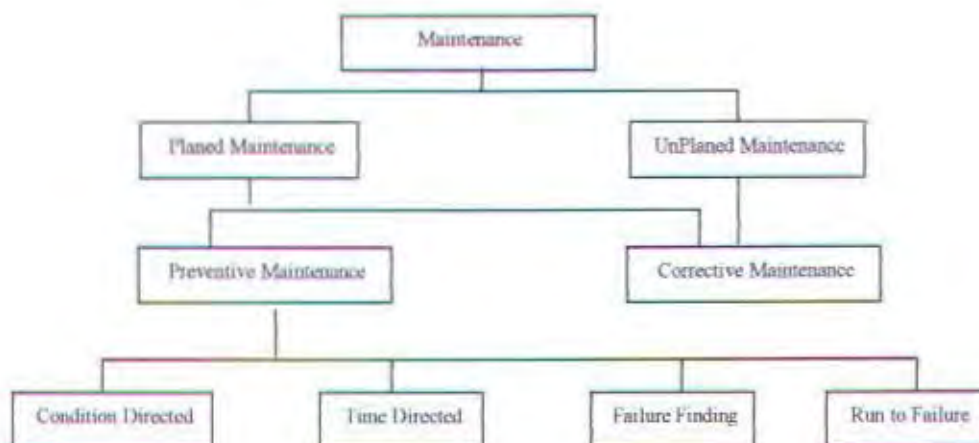 Maintenance
Planed Maintenance
UnPlaned Maintenance
Preventive Maintenance
Corrective Maintenance
Condition Directed
Time Directed
Failure Finding
Run to Failure